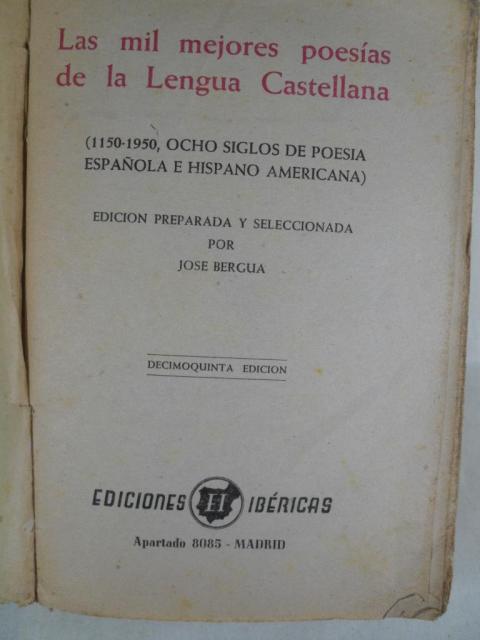 Las mil mejores poesías
de la Lengua Castellana
(1150-1950, OCHO SIGLOS DE POESIA
ESPAÑOLA E HISPANO AMERICANA)
EDICION PREPARADA Y SELECCIONADA
POR
JOSE BERGUA
DECIMOQUINTA EDICION
EDICIONES EI IBÉRICAS
Apartado 8085 - MADRID